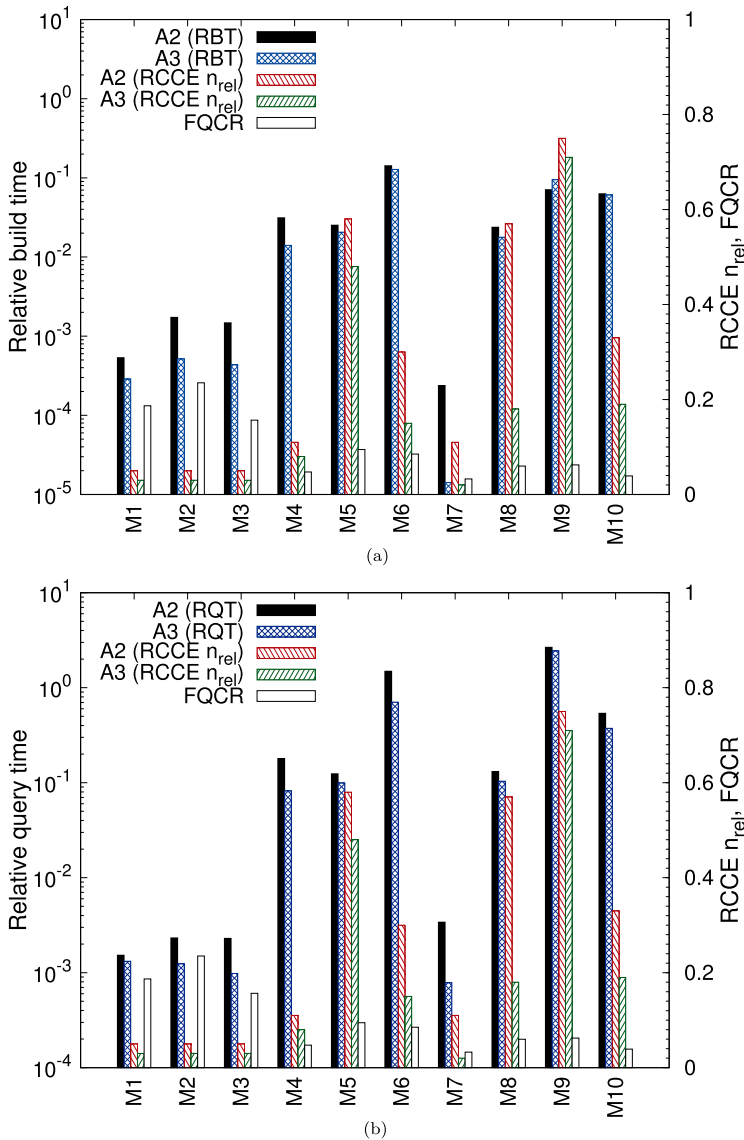 A2 (RBT)
A3 (RBT)
A2 (RCCE n_rel)
A3 (RCCE n_rel)
FQCR
Relative build time
10^1
10^0
10^-1
10^-2
10^-3
10^-4
10^-5
1
0.8
0.6
0.4
0.2
0
RCCE n_rel, FQCR
M1 M2 M3 M4 M5 M6 M7 M8 M9 M10
(a)
A2 (RQT)
A3 (RQT)
A2 (RCCE n_rel)
A3 (RCCE n_rel)
FQCR
Relative query time
10^1
10^0
10^-1
10^-2
10^-3
10^-4
1
0.8
0.6
0.4
0.2
0
RCCE n_rel, FQCR
M1 M2 M3 M4 M5 M6 M7 M8 M9 M10
(b)